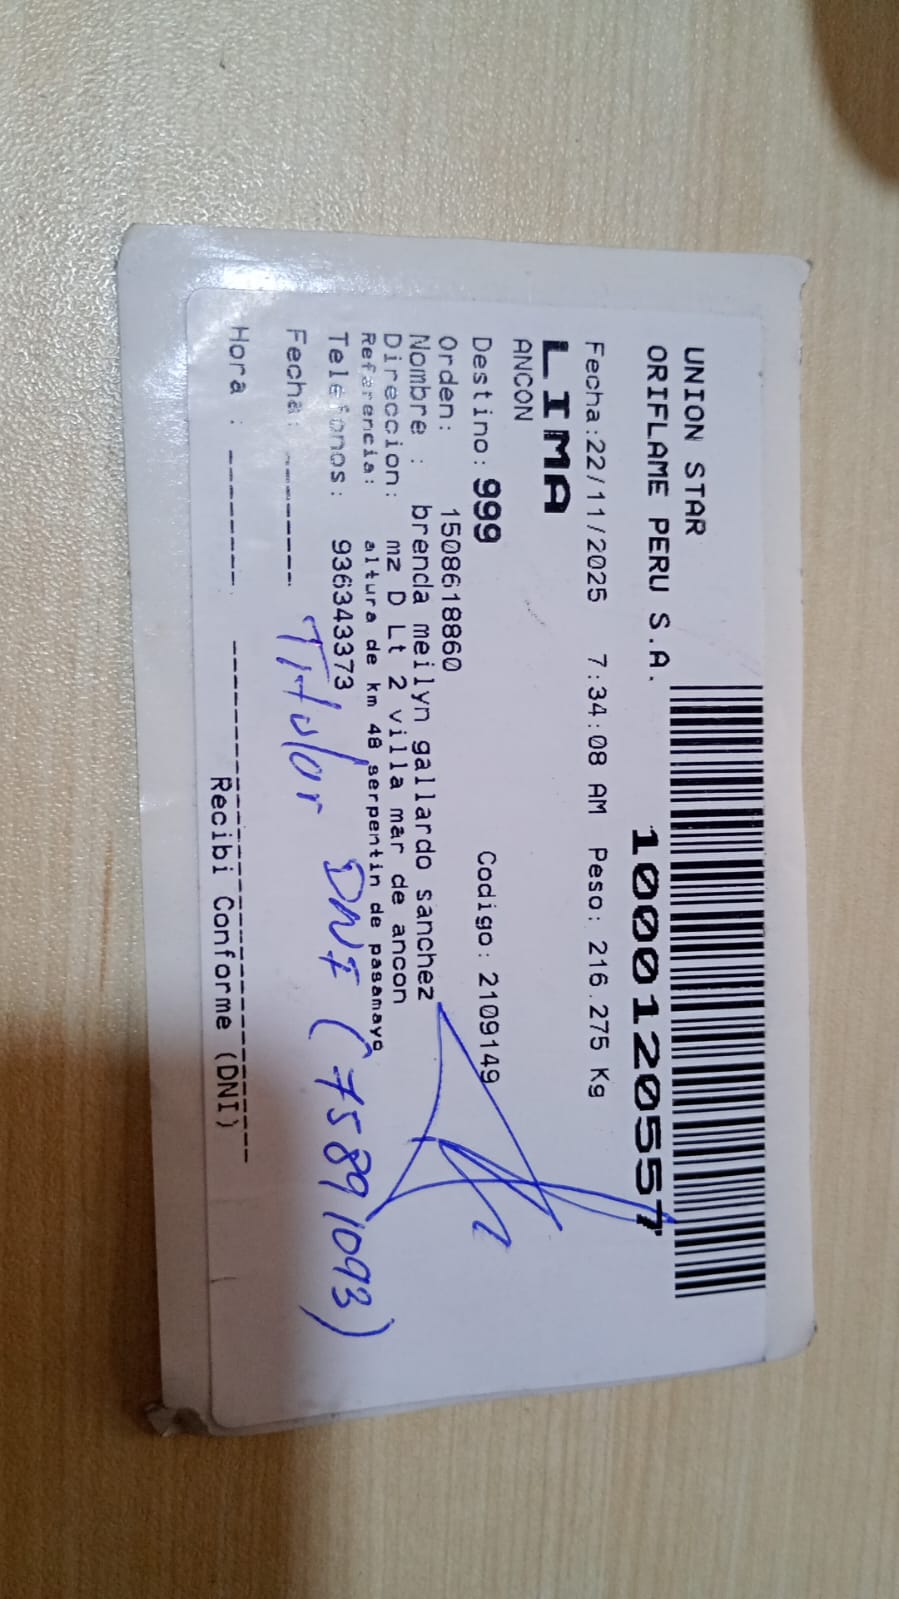 UNION STAR
ORIFLAME PERU S.A.
10001205557
Fecha:22/11/2025 7:34:08 AM Peso: 216.275 Kg
LIMA
ANCON
Destino: 999 Codigo: 2109149
Orden: 1508618860
Nombre : brenda meilyn gallardo sanchez
Direccion: mz D Lt 2 villa mar de ancon
Referencia: altura de km 48 serpentin de pasamayo
Telefonos: 936343373
Fecha: -------
Titular DNI (75891093)
Hora : -------
Recibi Conforme (DNI)